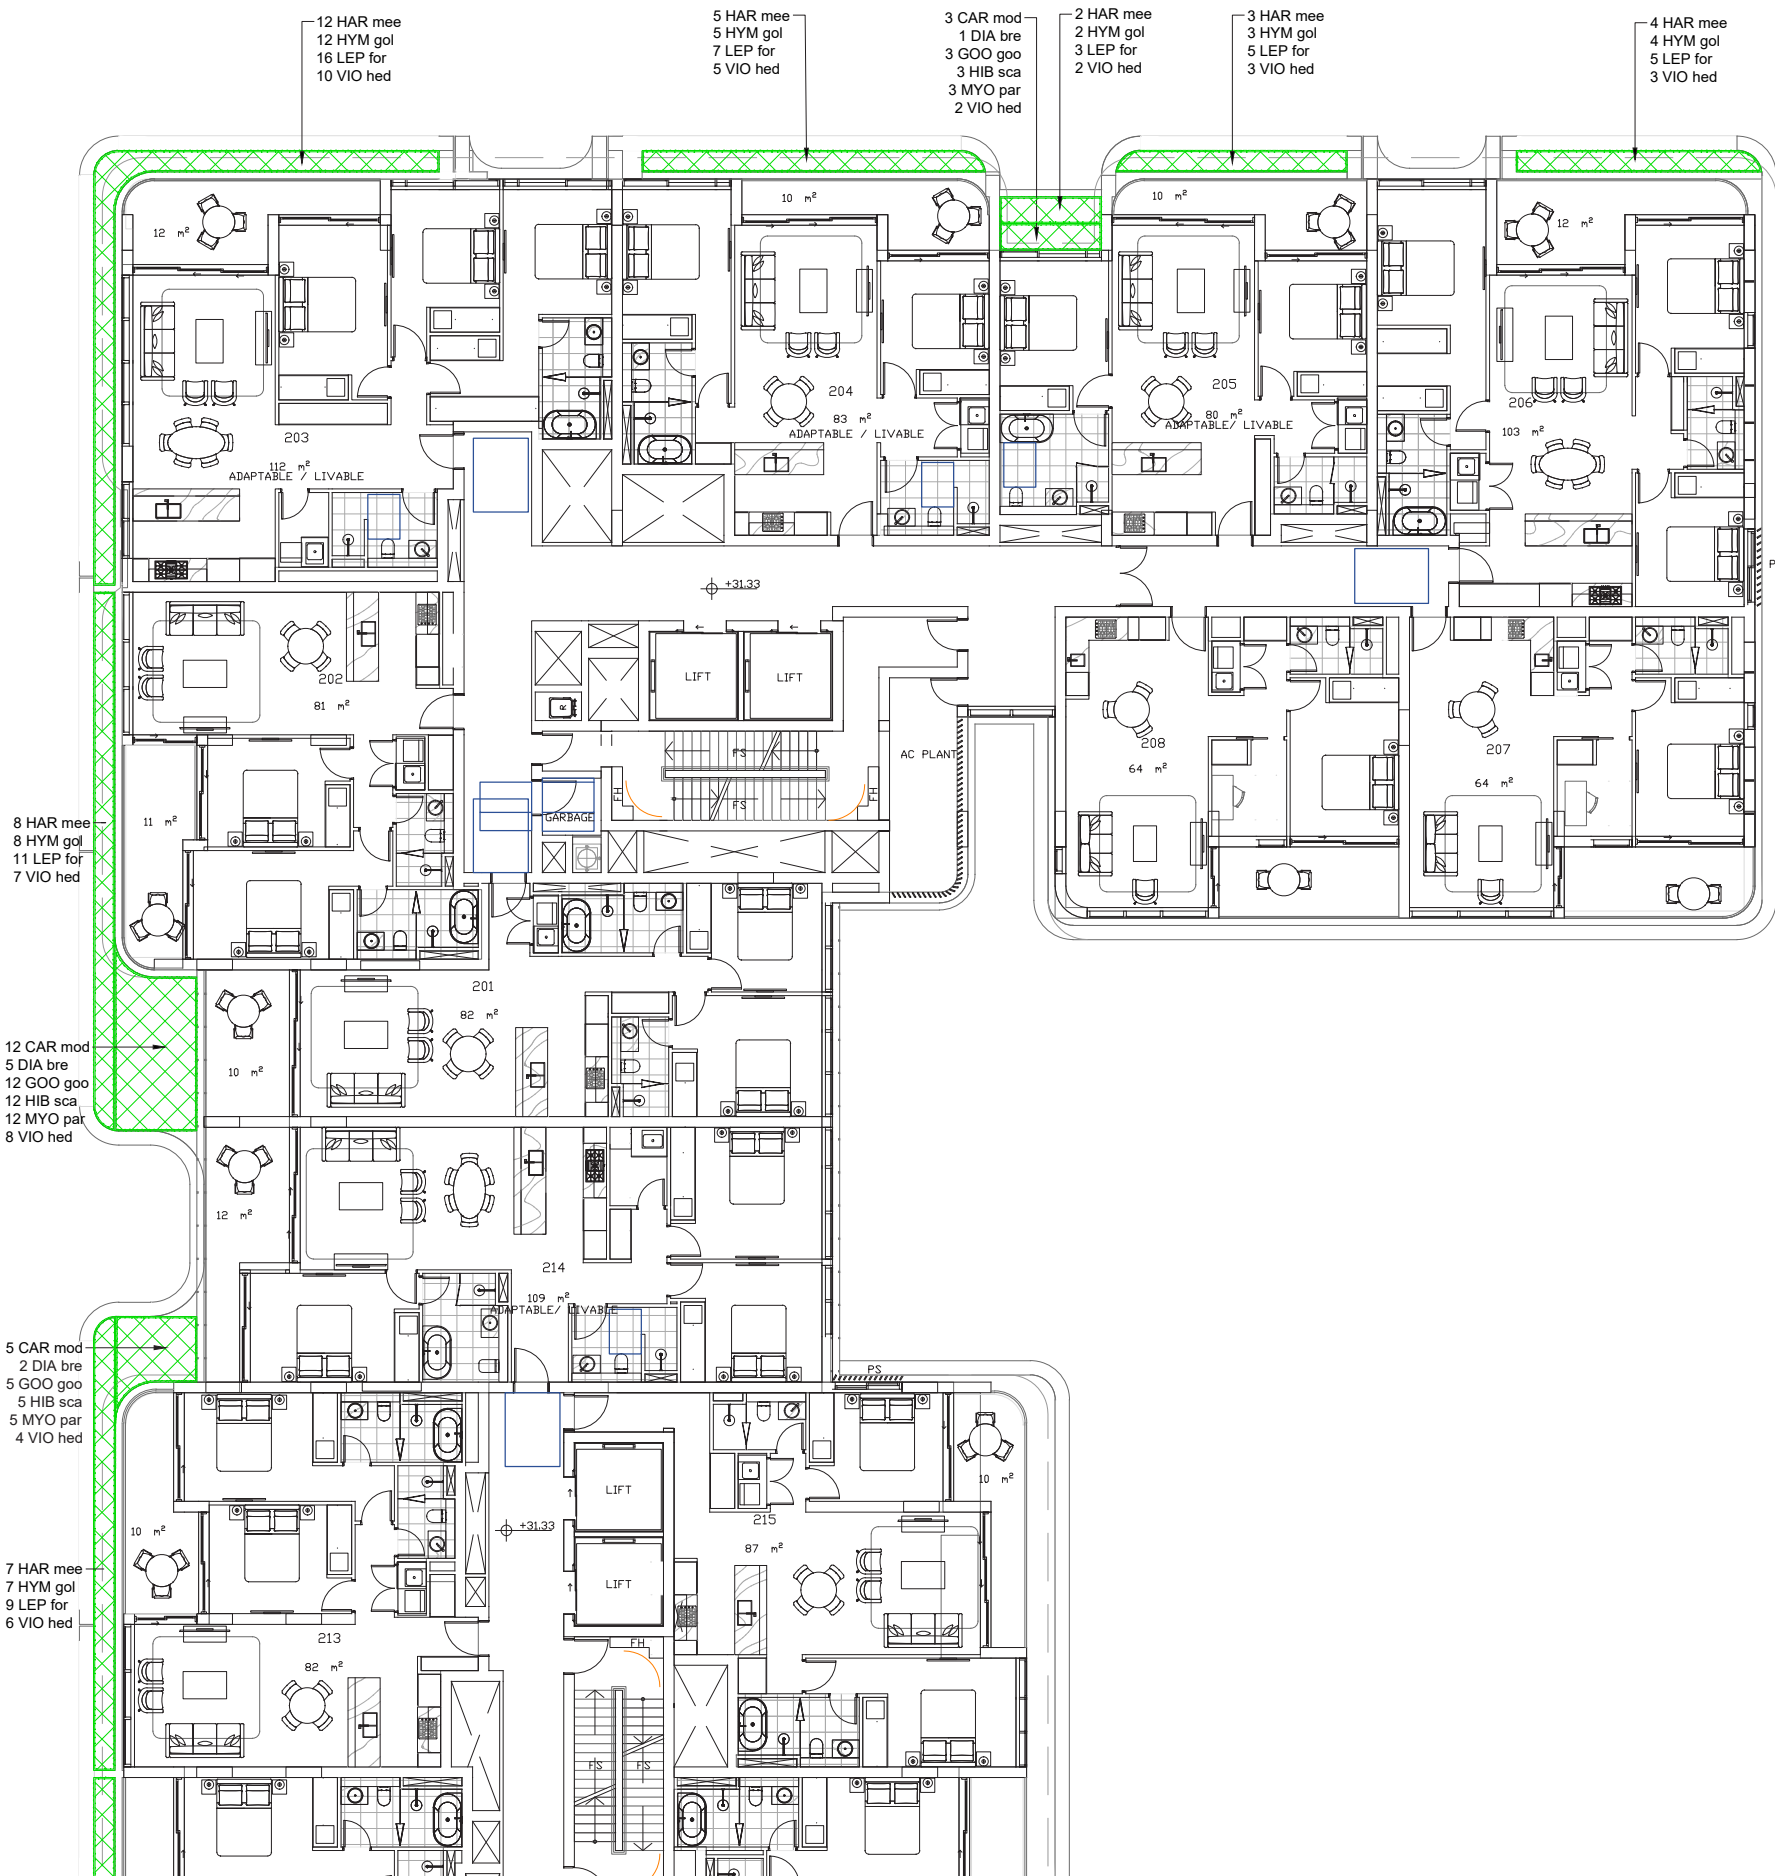 12 HAR mee
12 HYM gol
16 LEP for
10 VIO hed
5 HAR mee
5 HYM gol
7 LEP for
5 VIO hed
3 CAR mod
1 DIA bre
3 GOO goo
3 HIB sca
3 MYO par
2 VIO hed
2 HAR mee
2 HYM gol
3 LEP for
2 VIO hed
3 HAR mee
3 HYM gol
5 LEP for
3 VIO hed
4 HAR mee
4 HYM gol
5 LEP for
3 VIO hed
12 m²
10 m²
10 m²
12 m²
203
112 m²
ADAPTABLE / LIVABLE
204
83 m²
ADAPTABLE / LIVABLE
205
80 m²
ADAPTABLE/ LIVABLE
206
103 m²
P
+31.33
202
81 m²
LIFT
LIFT
R
FS
FS
FH
FH
GARBAGE
AC PLANT
208
64 m²
207
64 m²
11 m²
8 HAR mee
8 HYM gol
11 LEP for
7 VIO hed
201
82 m²
10 m²
12 CAR mod
5 DIA bre
12 GOO goo
12 HIB sca
12 MYO par
8 VIO hed
12 m²
214
109 m²
ADAPTABLE/ LIVABLE
5 CAR mod
2 DIA bre
5 GOO goo
5 HIB sca
5 MYO par
4 VIO hed
PS
10 m²
LIFT
215
87 m²
+31.33
10 m²
LIFT
7 HAR mee
7 HYM gol
9 LEP for
6 VIO hed
213
82 m²
FH
FS
FS